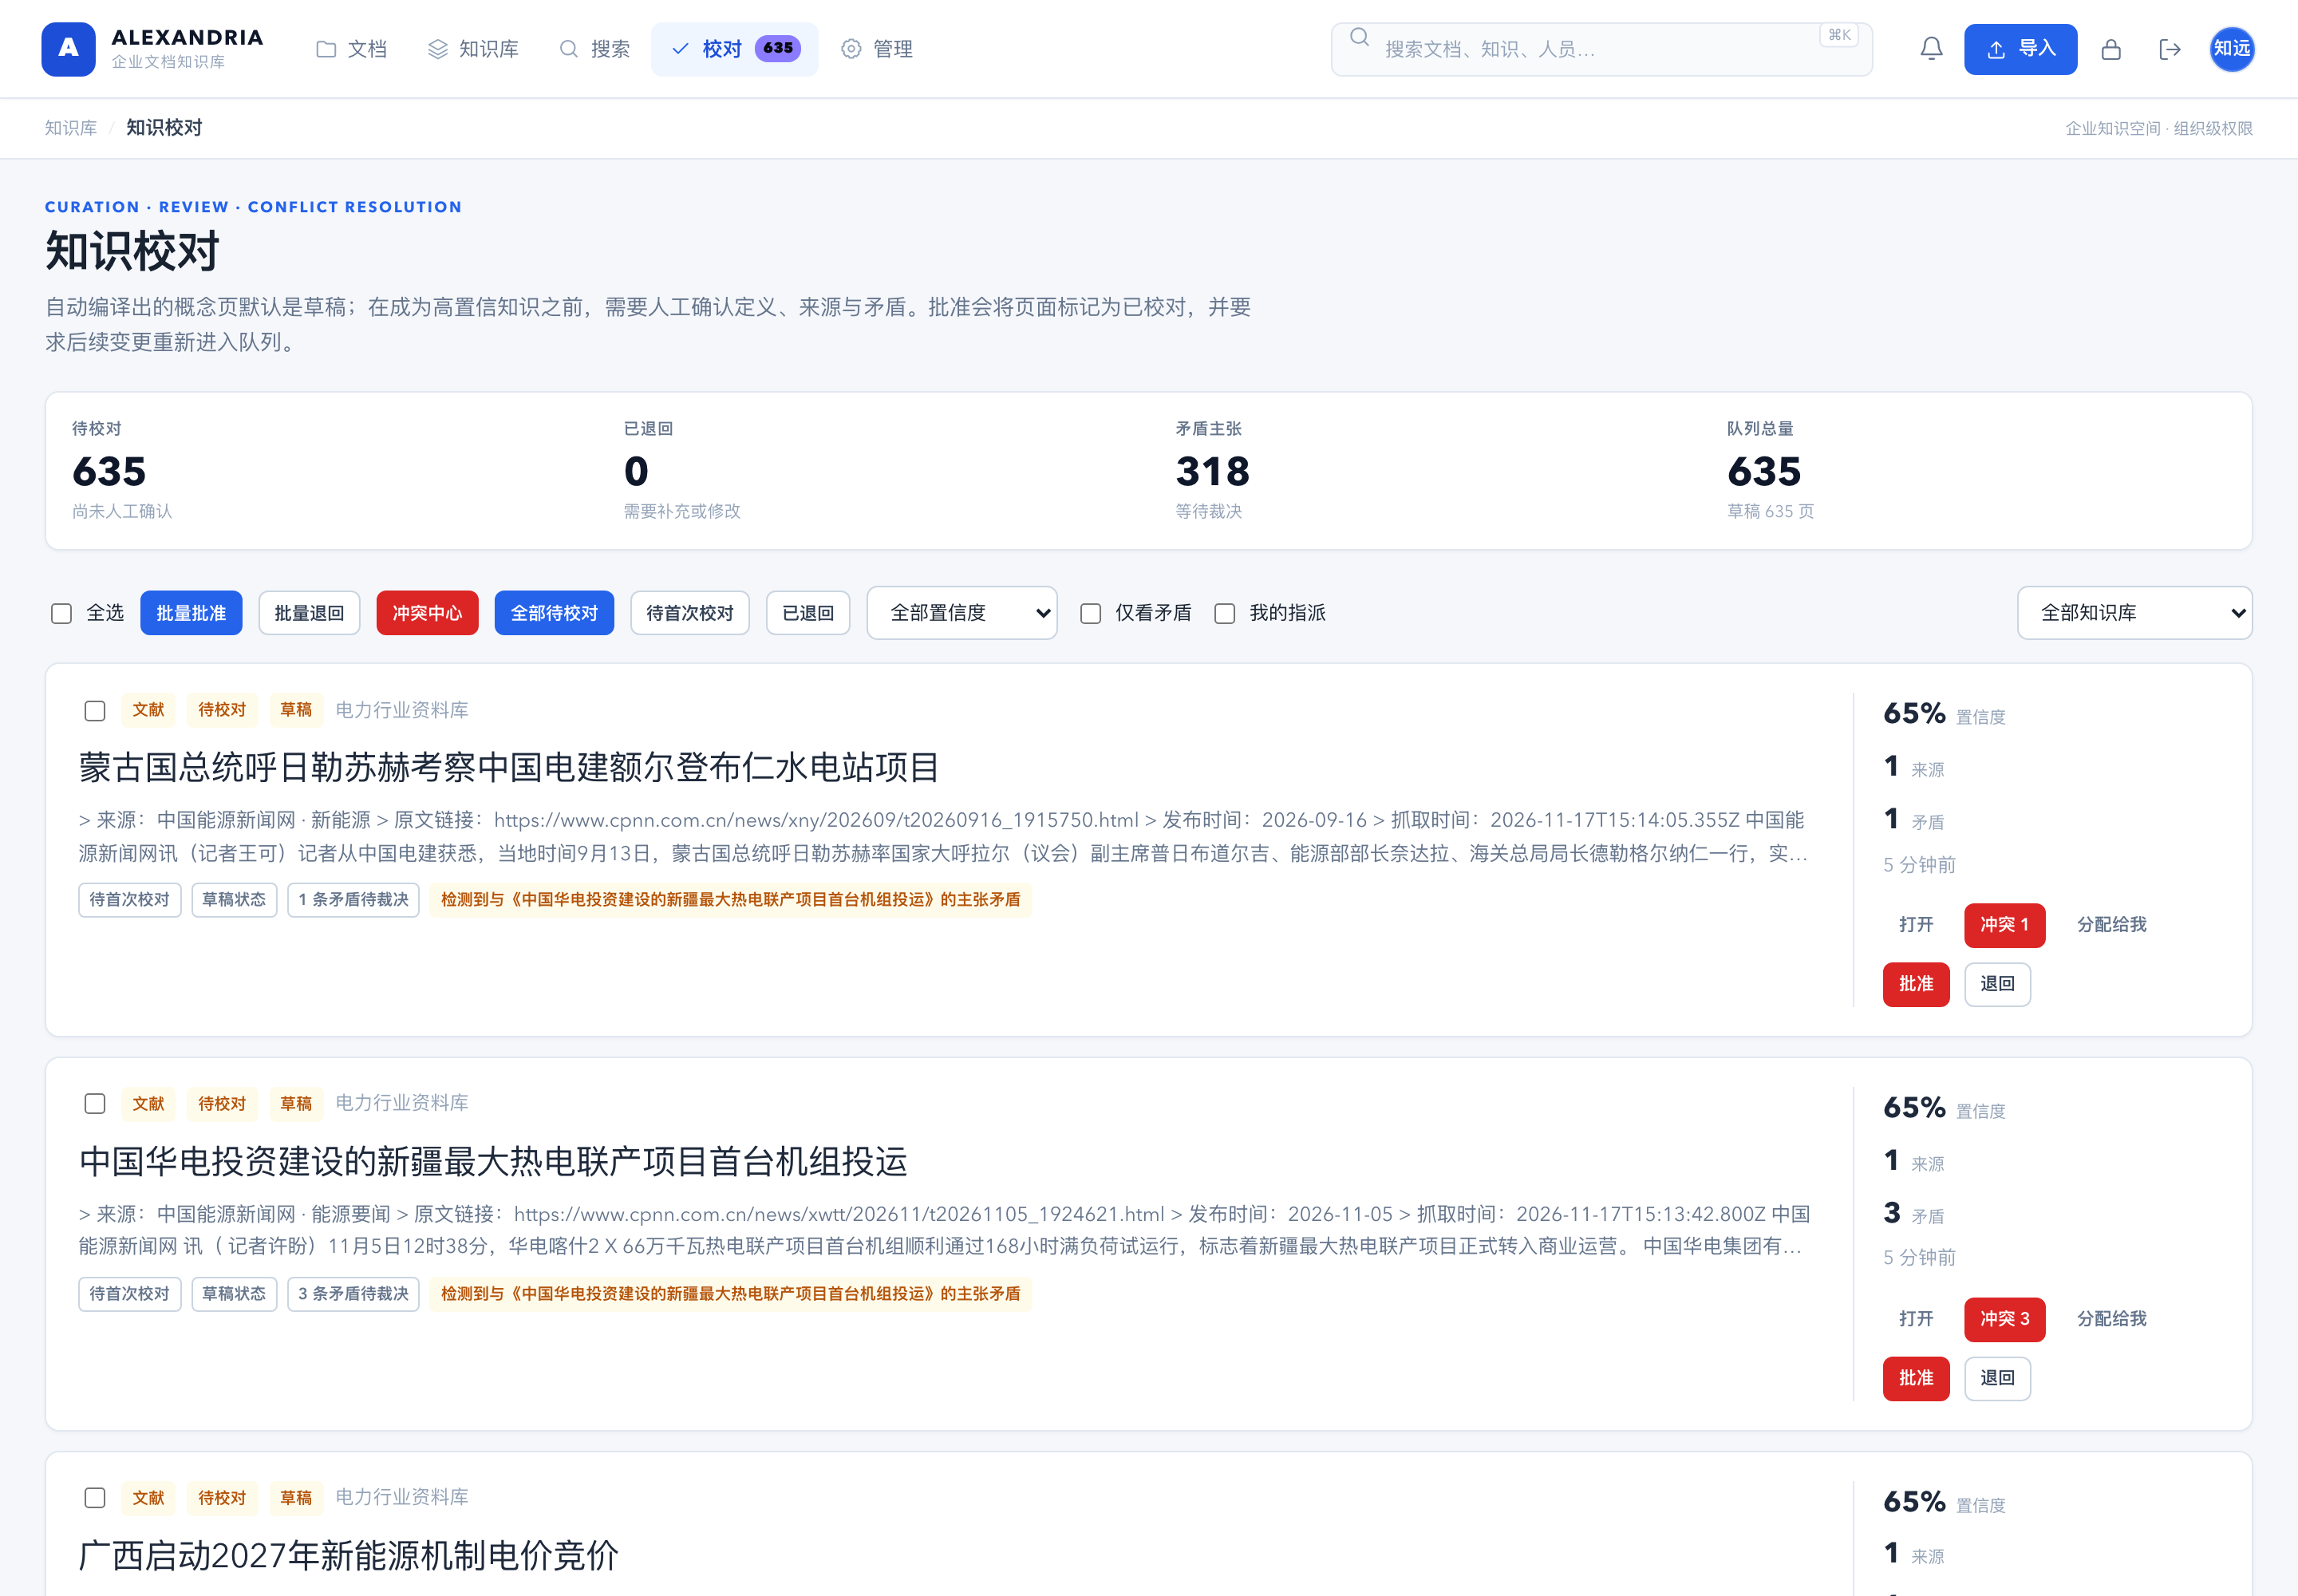 A ALEXANDRIA
企业文档知识库
文档 知识库 搜索 校对 635 管理
搜索文档、知识、人员... ⌘K
导入 知远
知识库 / 知识校对
企业知识空间 · 组织级权限
CURATION · REVIEW · CONFLICT RESOLUTION
知识校对
自动编译出的概念页默认是草稿；在成为高置信知识之前，需要人工确认定义、来源与矛盾。批准会将页面标记为已校对，并要
求后续变更重新进入队列。
待校对 已退回 矛盾主张 队列总量
635 0 318 635
尚未人工确认 需要补充或修改 等待裁决 草稿 635 页
全选 批量批准 批量退回 冲突中心 全部待校对 待首次校对 已退回 全部置信度 仅看矛盾 我的指派 全部知识库
文献 待校对 草稿 电力行业资料库
蒙古国总统呼日勒苏赫考察中国电建额尔登布仁水电站项目
> 来源：中国能源新闻网 · 新能源 > 原文链接：https://www.cpnn.com.cn/news/xny/202609/t20260916_1915750.html > 发布时间：2026-09-16 > 抓取时间：2026-11-17T15:14:05.355Z 中国能
源新闻网讯（记者王可）记者从中国电建获悉，当地时间9月13日，蒙古国总统呼日勒苏赫率国家大呼拉尔（议会）副主席普日布道尔吉、能源部部长奈达拉、海关总局局长德勒格尔纳仁一行，实...
待首次校对 草稿状态 1 条矛盾待裁决 检测到与《中国华电投资建设的新疆最大热电联产项目首台机组投运》的主张矛盾
65% 置信度
1 来源
1 矛盾
5 分钟前
打开 冲突 1 分配给我
批准 退回
文献 待校对 草稿 电力行业资料库
中国华电投资建设的新疆最大热电联产项目首台机组投运
> 来源：中国能源新闻网 · 能源要闻 > 原文链接：https://www.cpnn.com.cn/news/xwtt/202611/t20261105_1924621.html > 发布时间：2026-11-05 > 抓取时间：2026-11-17T15:13:42.800Z 中国
能源新闻网 讯（ 记者许盼）11月5日12时38分，华电喀什2 X 66万千瓦热电联产项目首台机组顺利通过168小时满负荷试运行，标志着新疆最大热电联产项目正式转入商业运营。 中国华电集团有...
待首次校对 草稿状态 3 条矛盾待裁决 检测到与《中国华电投资建设的新疆最大热电联产项目首台机组投运》的主张矛盾
65% 置信度
1 来源
3 矛盾
5 分钟前
打开 冲突 3 分配给我
批准 退回
文献 待校对 草稿 电力行业资料库
广西启动2027年新能源机制电价竞价
65% 置信度
1 来源